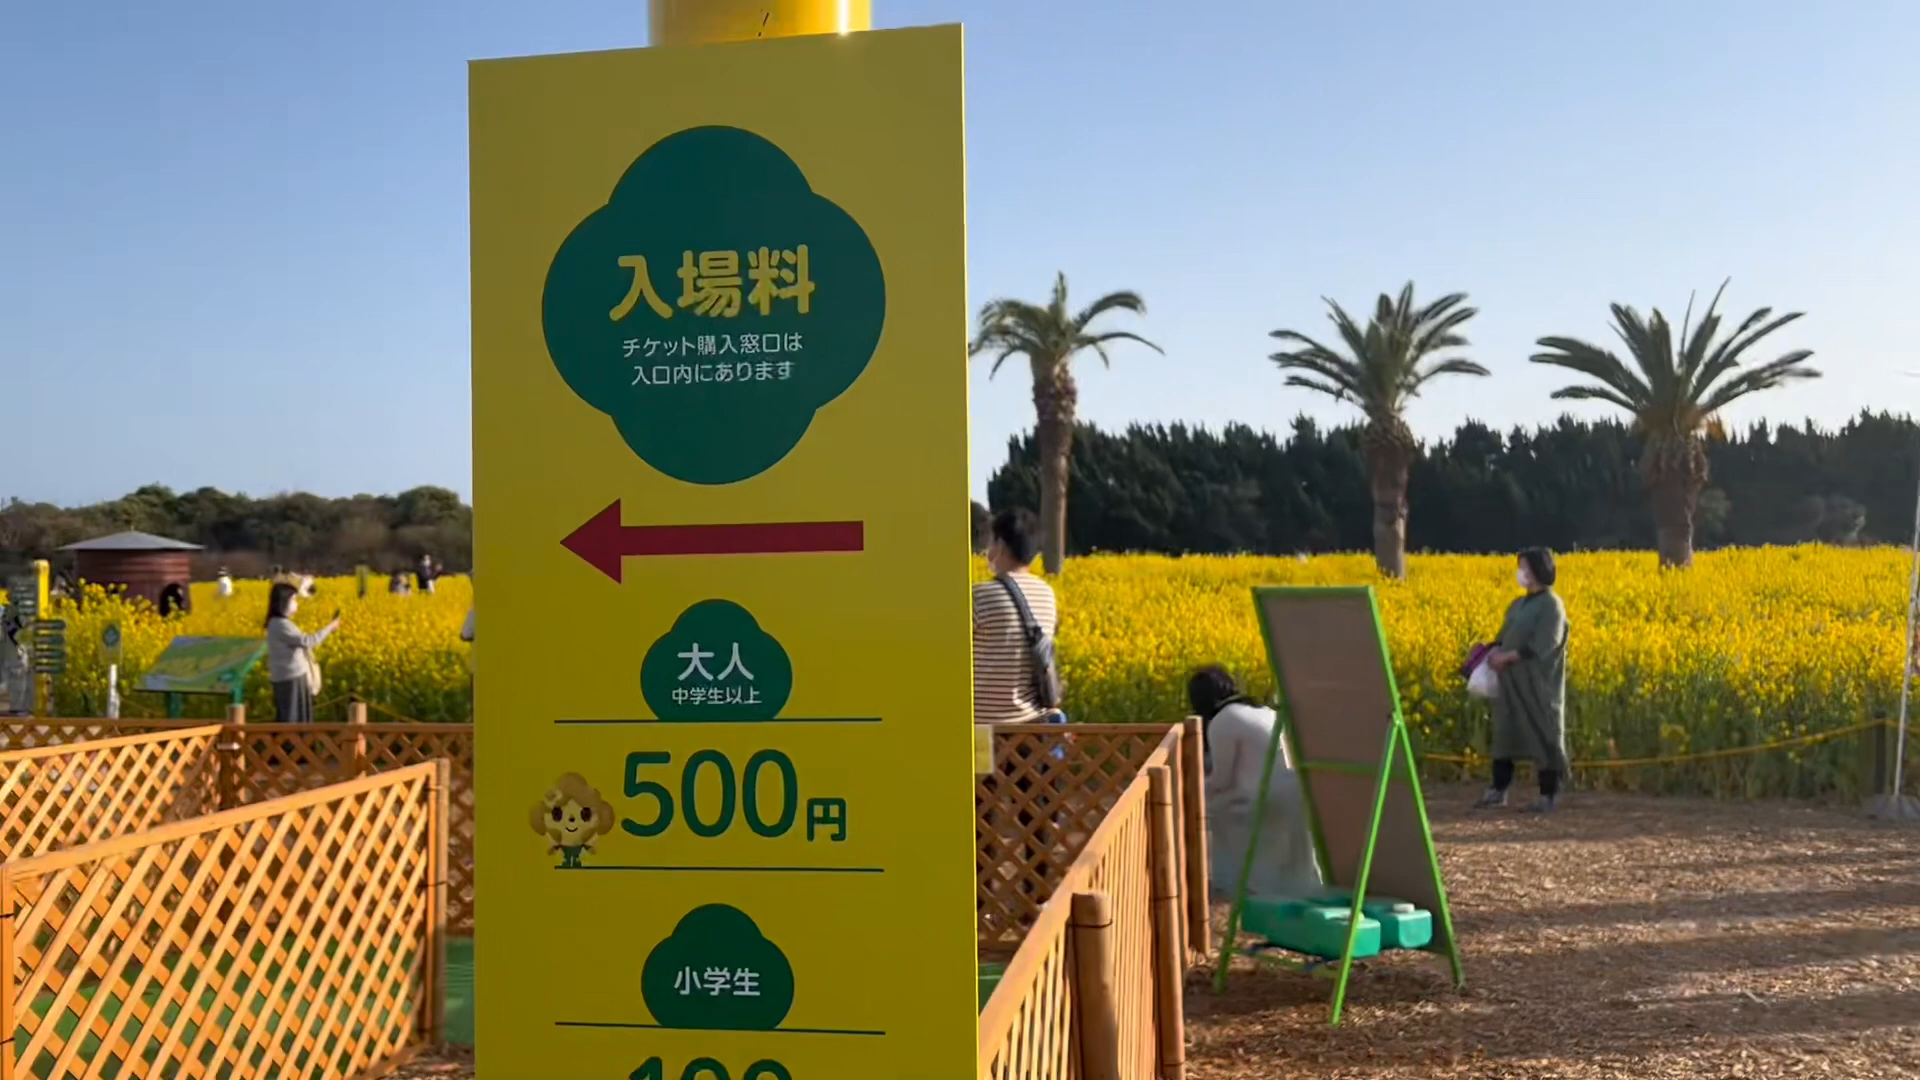 入場料
チケット購入窓口は
入口内にあります
大人
中学生以上
500円
小学生